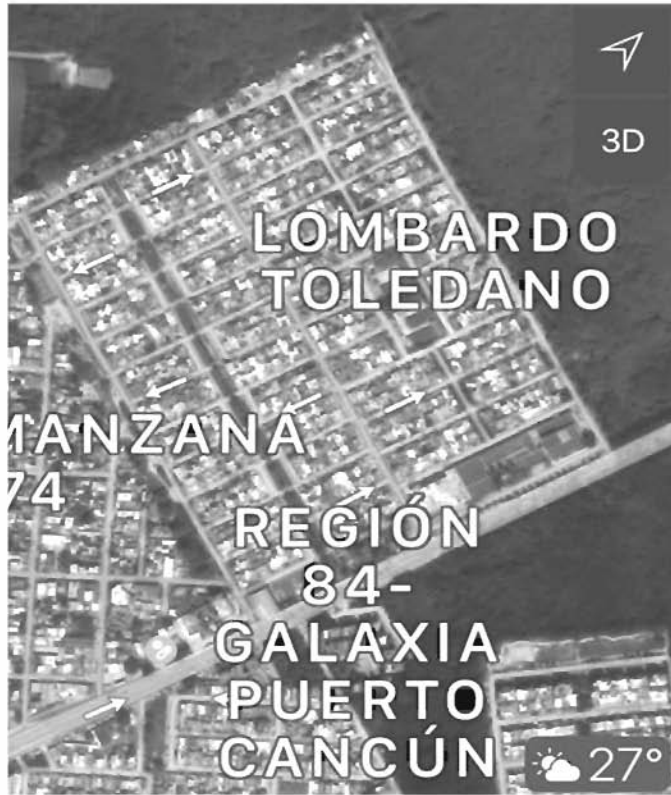 3D
LOMBARDO
TOLEDANO
MANZANA
74
REGIÓN
84-
GALAXIA
PUERTO
CANCÚN
27°